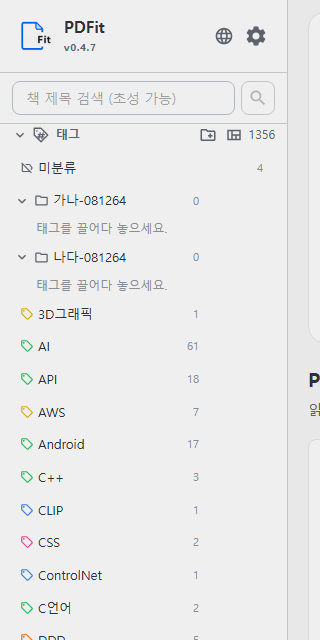 Fit
PDFit
v0.4.7
책 제목 검색 (초성 가능)
태그 1356
미분류 4
가나-081264 0
태그를 끌어다 놓으세요.
나다-081264 0
태그를 끌어다 놓으세요.
3D그래픽 1
AI 61
API 18
AWS 7
Android 17
C++ 3
CLIP 1
CSS 2
ControlNet 1
C언어 2